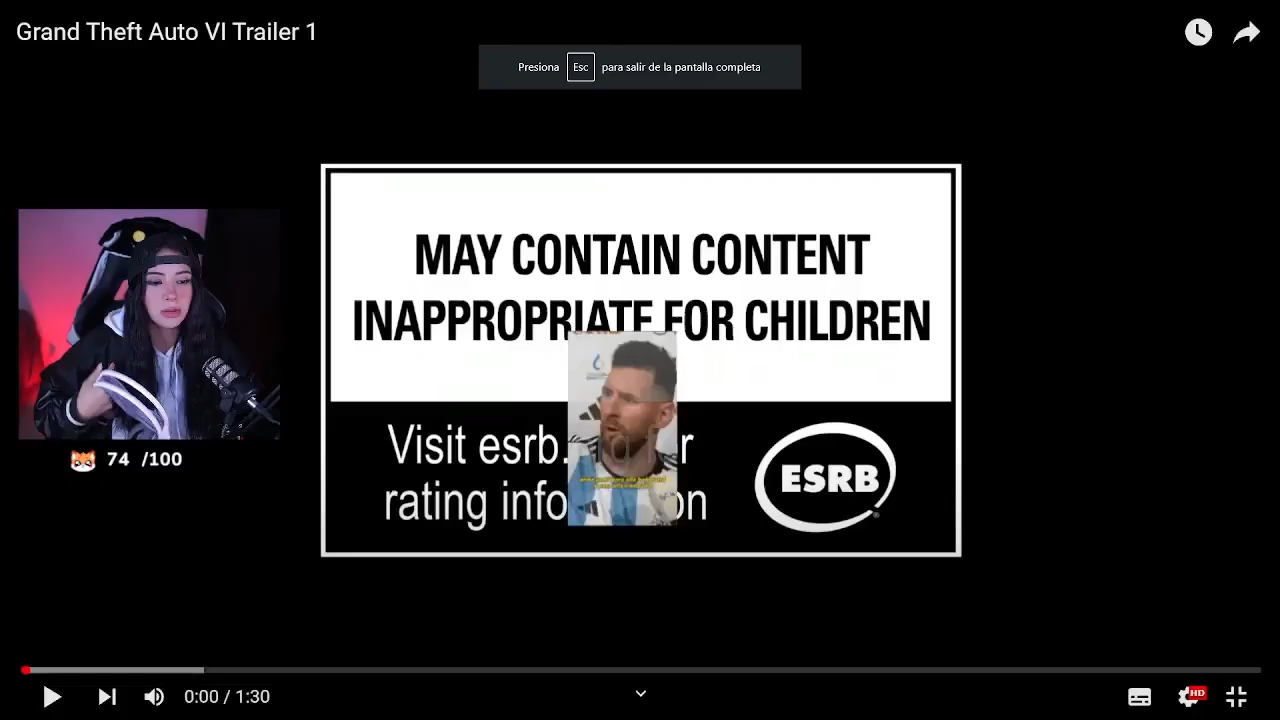 Grand Theft Auto VI Trailer 1
Presiona Esc para salir de la pantalla completa
MAY CONTAIN CONTENT
INAPPROPRIATE FOR CHILDREN
Visit esrb. r
rating info on
ESRB
74 /100
0:00 / 1:30
HD